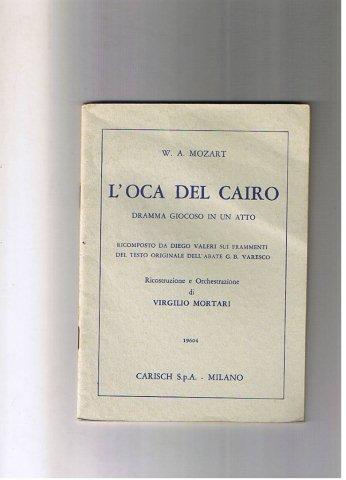 W. A. MOZART
L'OCA DEL CAIRO
DRAMMA GIOCOSO IN UN ATTO
RICOMPOSTO DA DIEGO VALERI SUI FRAMMENTI
DEL TESTO ORIGINALE DELL'ABATE G. B. VARESCO
Ricostruzione e Orchestrazione
di
VIRGILIO MORTARI
19604
CARISCH S.p.A. - MILANO